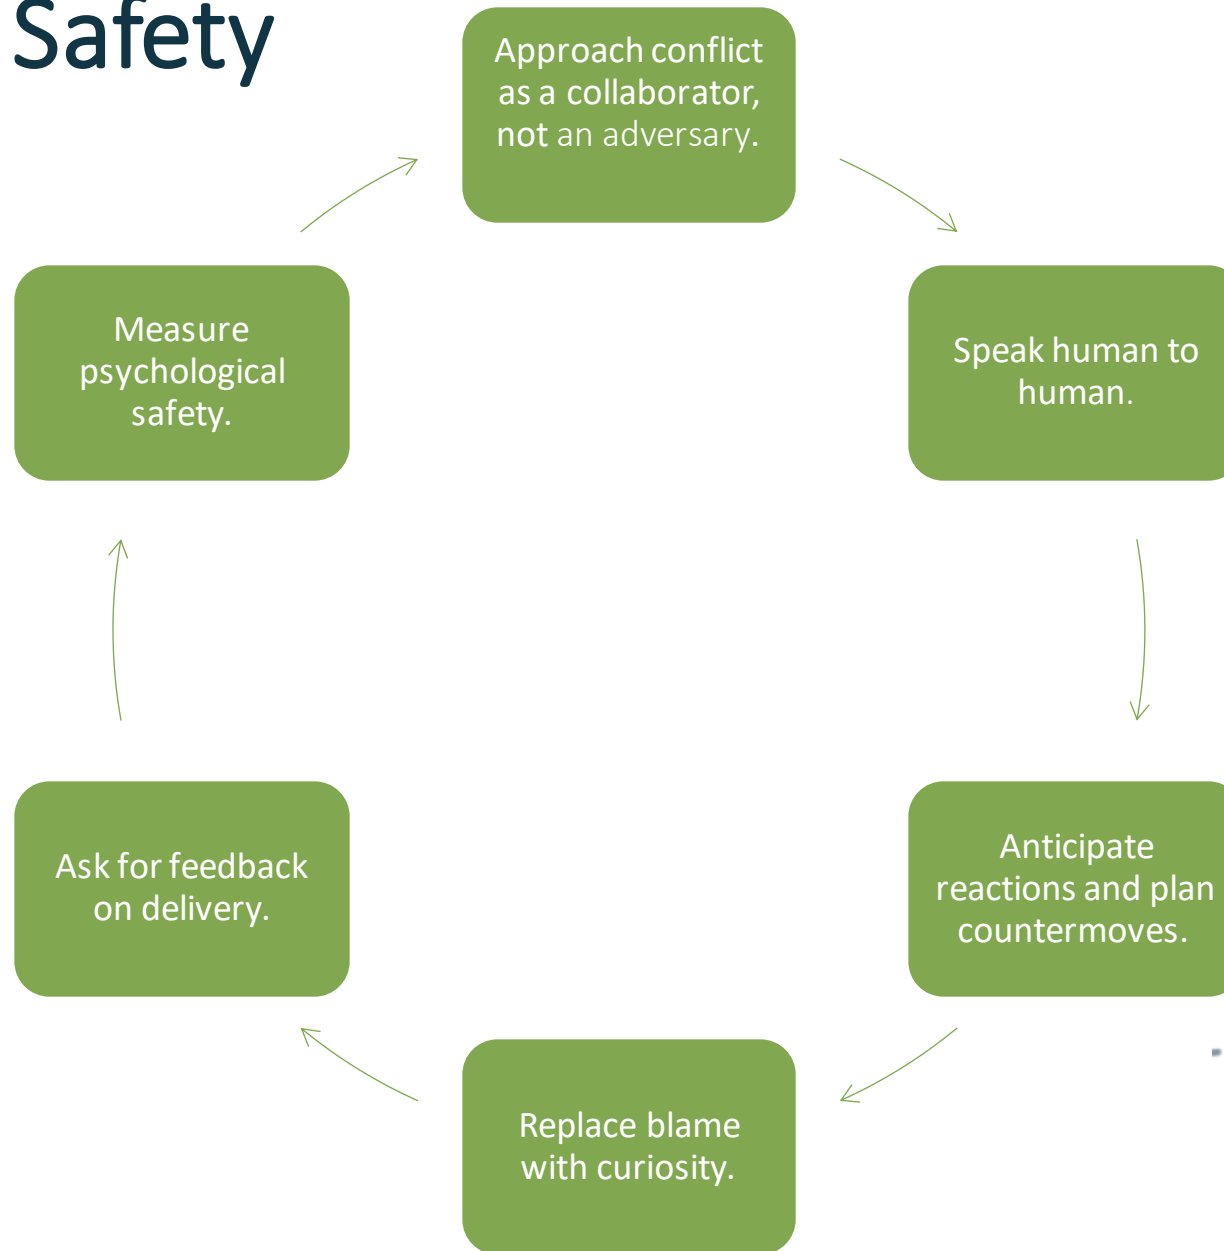 Safety
Approach conflict
as a collaborator,
not an adversary.
Speak human to
human.
Anticipate
reactions and plan
countermoves.
Replace blame
with curiosity.
Ask for feedback
on delivery.
Measure
psychological
safety.